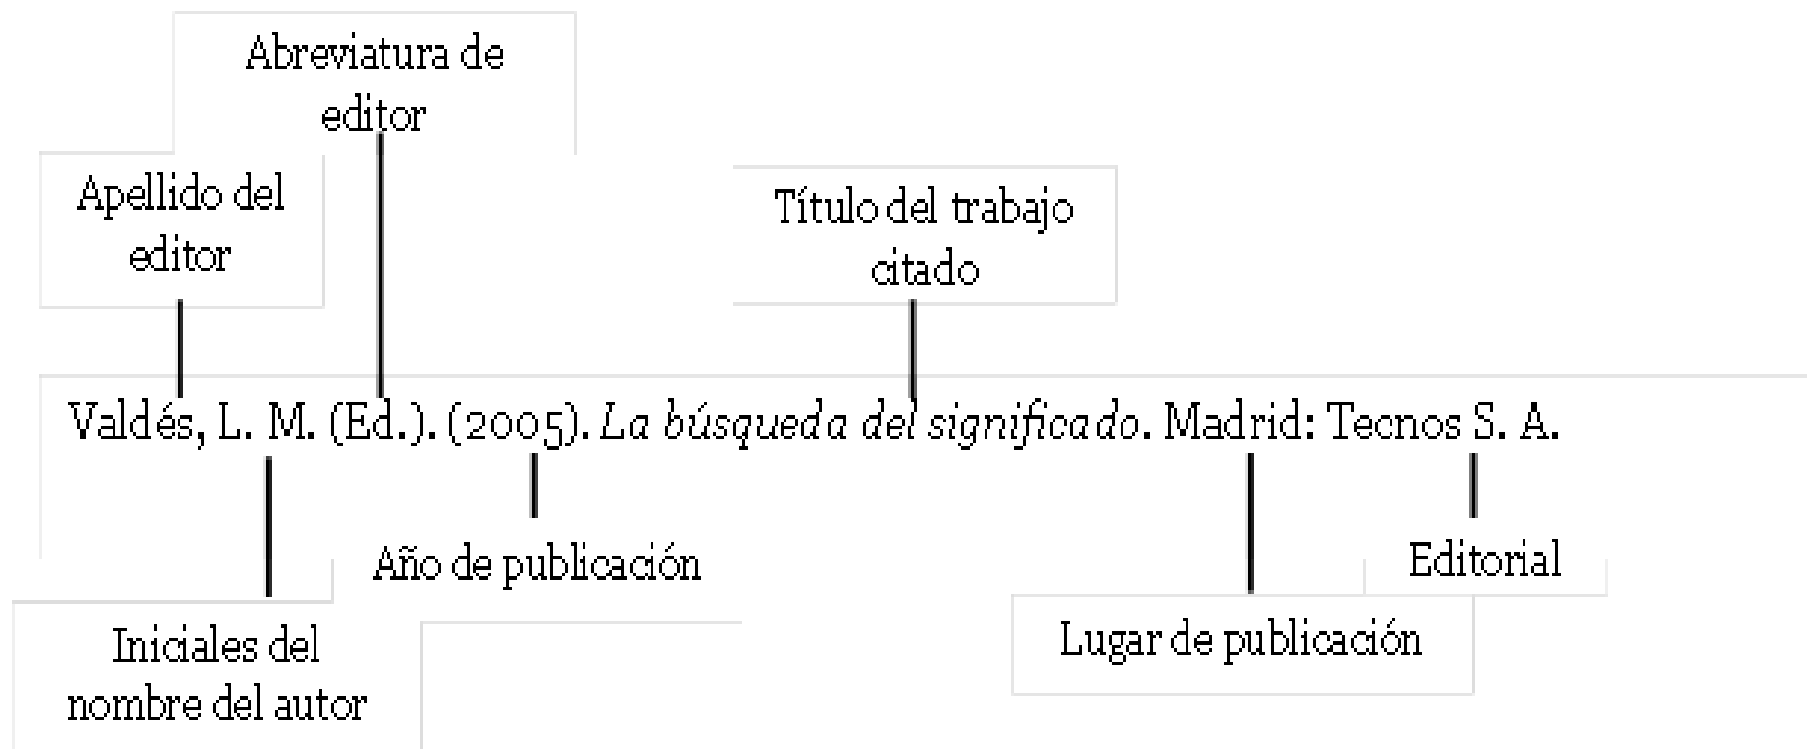 Abreviatura de
editor
Apellido del
editor
Título del trabajo
citado
Valdés, L. M. (Ed.). (2005). La búsqueda del significado. Madrid: Tecnos S. A.
Año de publicación
Editorial
Iniciales del
nombre del autor
Lugar de publicación